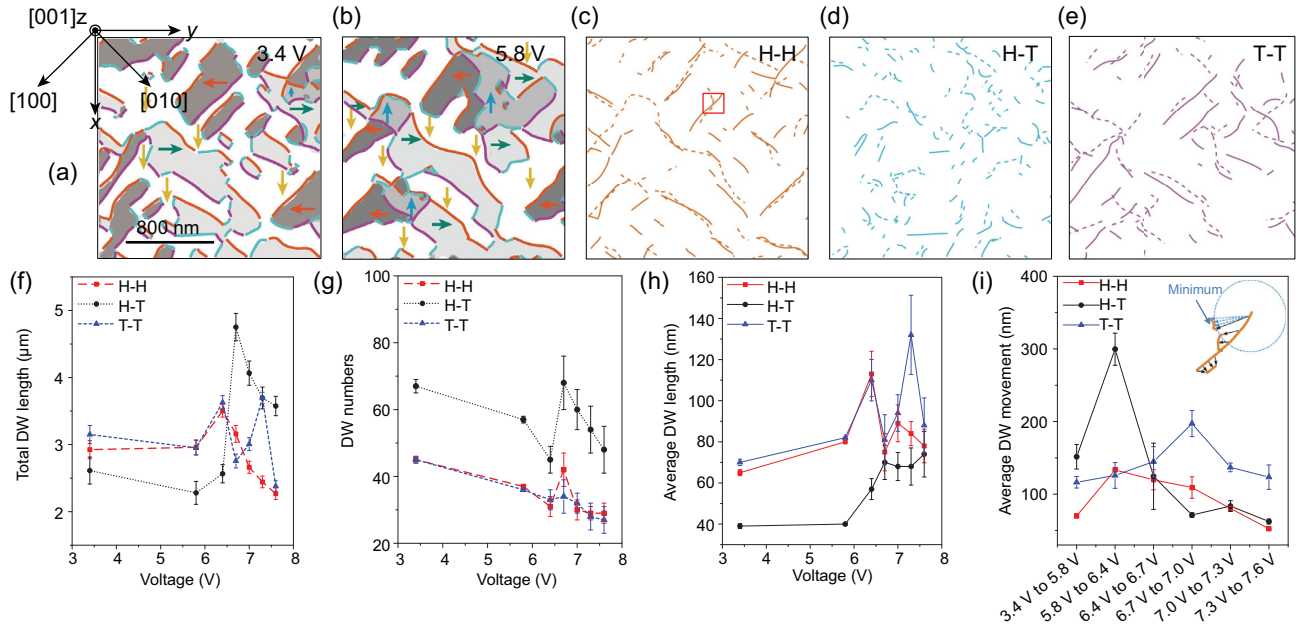 [001]z
y
[100]
[010]
x
(a)
3.4 V
800 nm
(b)
5.8 V
(c)
H-H
(d)
H-T
(e)
T-T
(f)
H-H
H-T
T-T
Total DW length (µm)
5
4
3
2
3
4
5
6
7
8
Voltage (V)
(g)
H-H
H-T
T-T
DW numbers
100
80
60
40
20
3
4
5
6
7
8
Voltage (V)
(h)
H-H
H-T
T-T
Average DW length (nm)
160
140
120
100
80
60
40
3
4
5
6
7
8
Voltage (V)
(i)
H-H
H-T
T-T
Minimum
Average DW movement (nm)
400
300
200
100
3.4 V to 5.8 V
5.8 V to 6.4 V
6.4 V to 6.7 V
6.7 V to 7.0 V
7.0 V to 7.3 V
7.3 V to 7.6 V